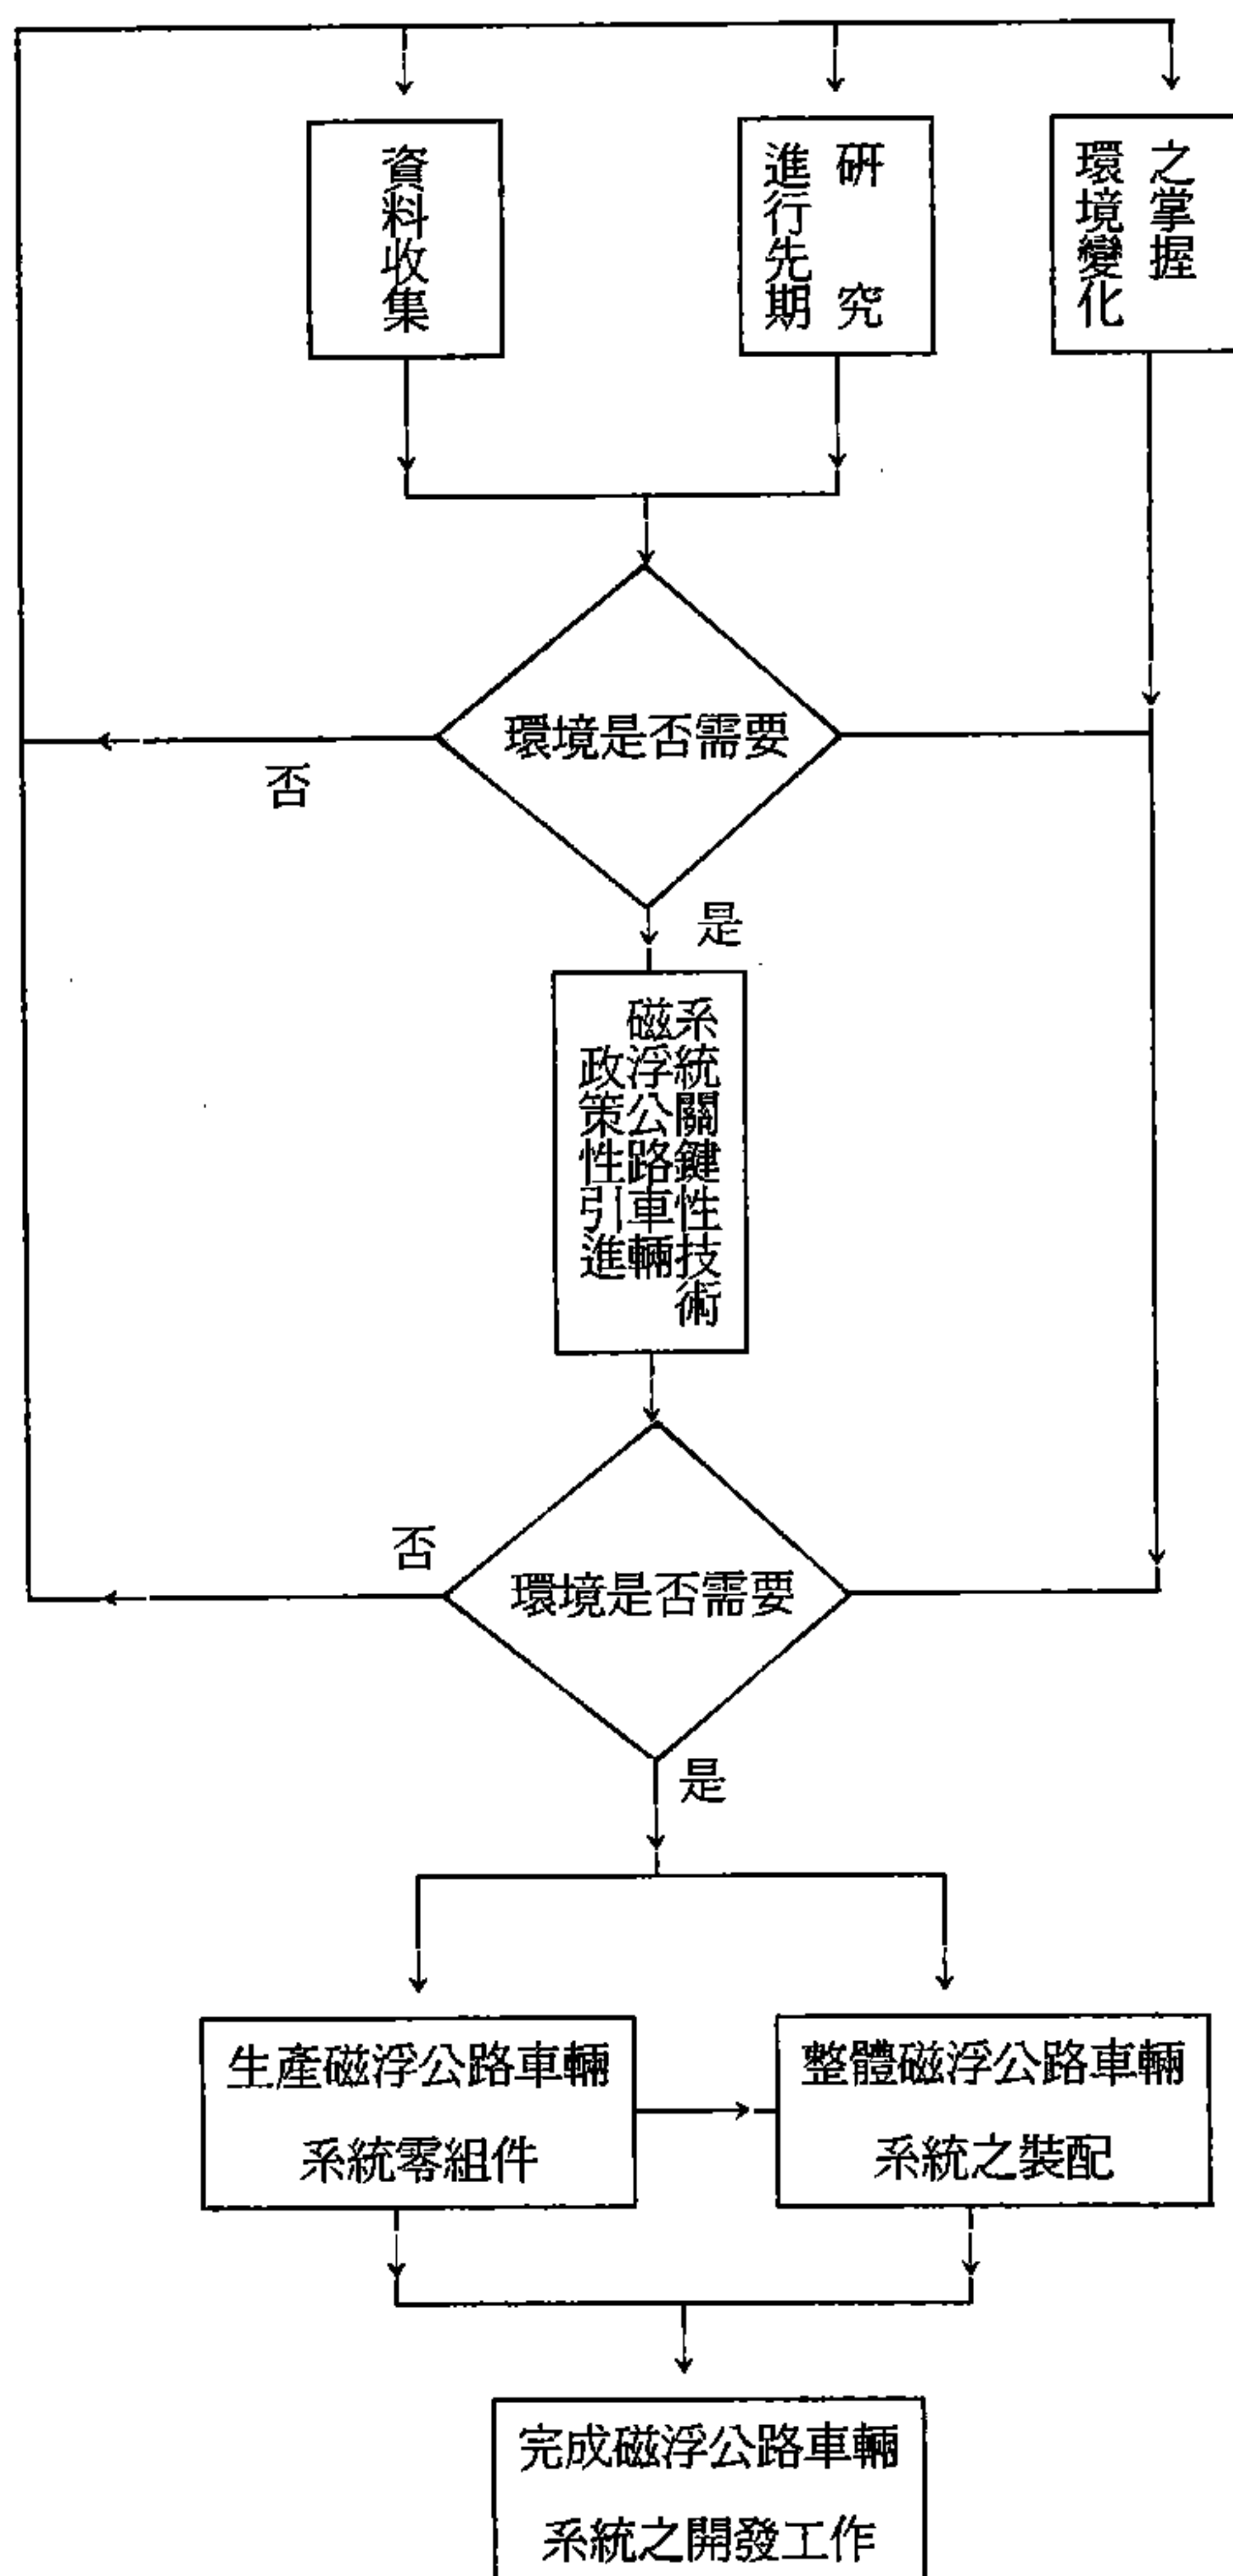 資料收集
進行先期
研究
環境變化
之掌握
環境是否需要
否
是
政策性引進
磁浮公路車輛
系統關鍵性技術
否
環境是否需要
是
生產磁浮公路車輛
系統零組件
整體磁浮公路車輛
系統之裝配
完成磁浮公路車輛
系統之開發工作